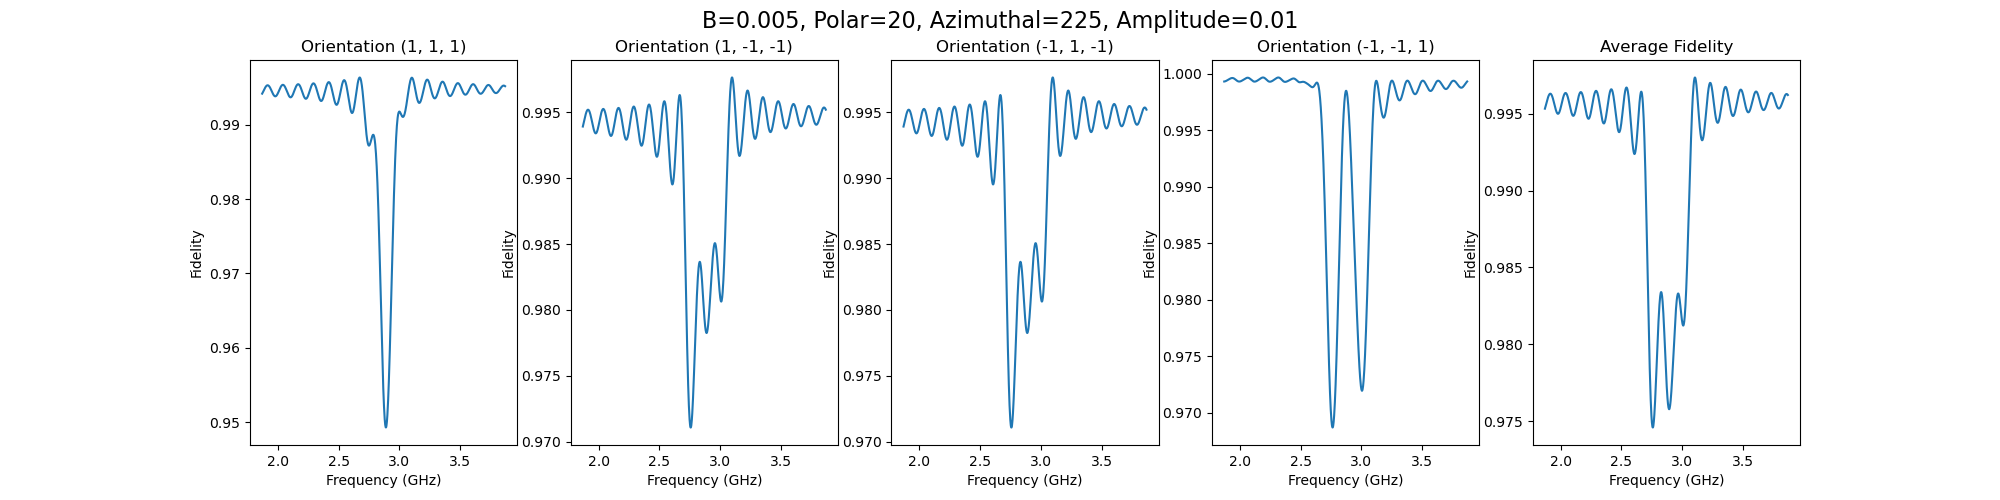 B=0.005, Polar=20, Azimuthal=225, Amplitude=0.01
Orientation (1, 1, 1)
Fidelity
0.99
0.98
0.97
0.96
0.95
2.0 2.5 3.0 3.5
Frequency (GHz)
Orientation (1, -1, -1)
Fidelity
0.995
0.990
0.985
0.980
0.975
0.970
2.0 2.5 3.0 3.5
Frequency (GHz)
Orientation (-1, 1, -1)
Fidelity
0.995
0.990
0.985
0.980
0.975
0.970
2.0 2.5 3.0 3.5
Frequency (GHz)
Orientation (-1, -1, 1)
Fidelity
1.000
0.995
0.990
0.985
0.980
0.975
0.970
2.0 2.5 3.0 3.5
Frequency (GHz)
Average Fidelity
Fidelity
0.995
0.990
0.985
0.980
0.975
2.0 2.5 3.0 3.5
Frequency (GHz)